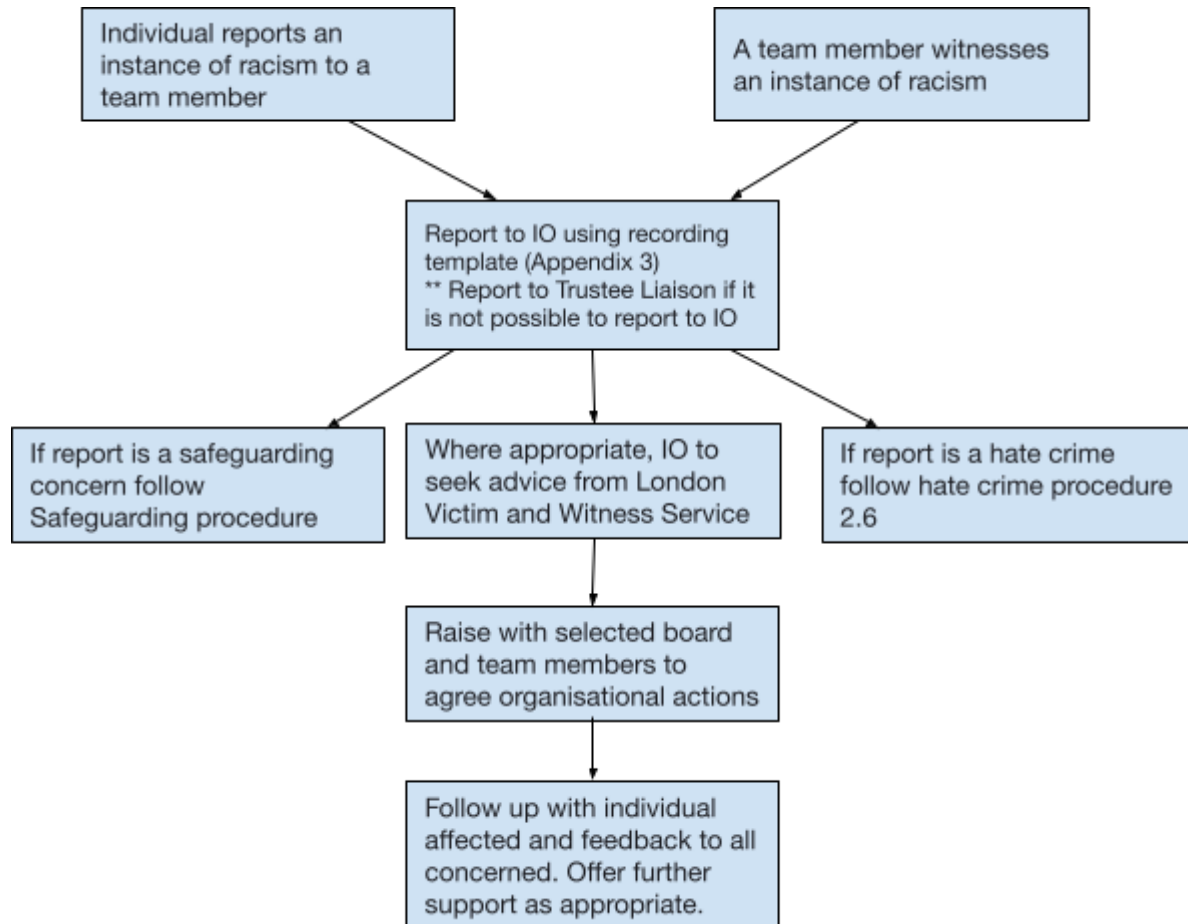 Individual reports an
instance of racism to a
team member
A team member witnesses
an instance of racism
Report to IO using recording
template (Appendix 3)
** Report to Trustee Liaison if it
is not possible to report to IO
If report is a safeguarding
concern follow
Safeguarding procedure
Where appropriate, IO to
seek advice from London
Victim and Witness Service
If report is a hate crime
follow hate crime procedure
2.6
Raise with selected board
and team members to
agree organisational actions
Follow up with individual
affected and feedback to all
concerned. Offer further
support as appropriate.